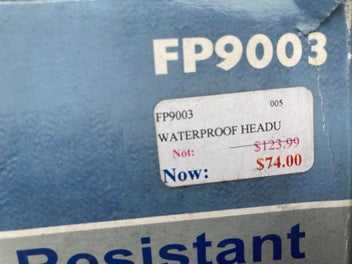 FP9003
FP9003 005
WATERPROOF HEADU
Not: $123.99
Now: $74.00
Resistant